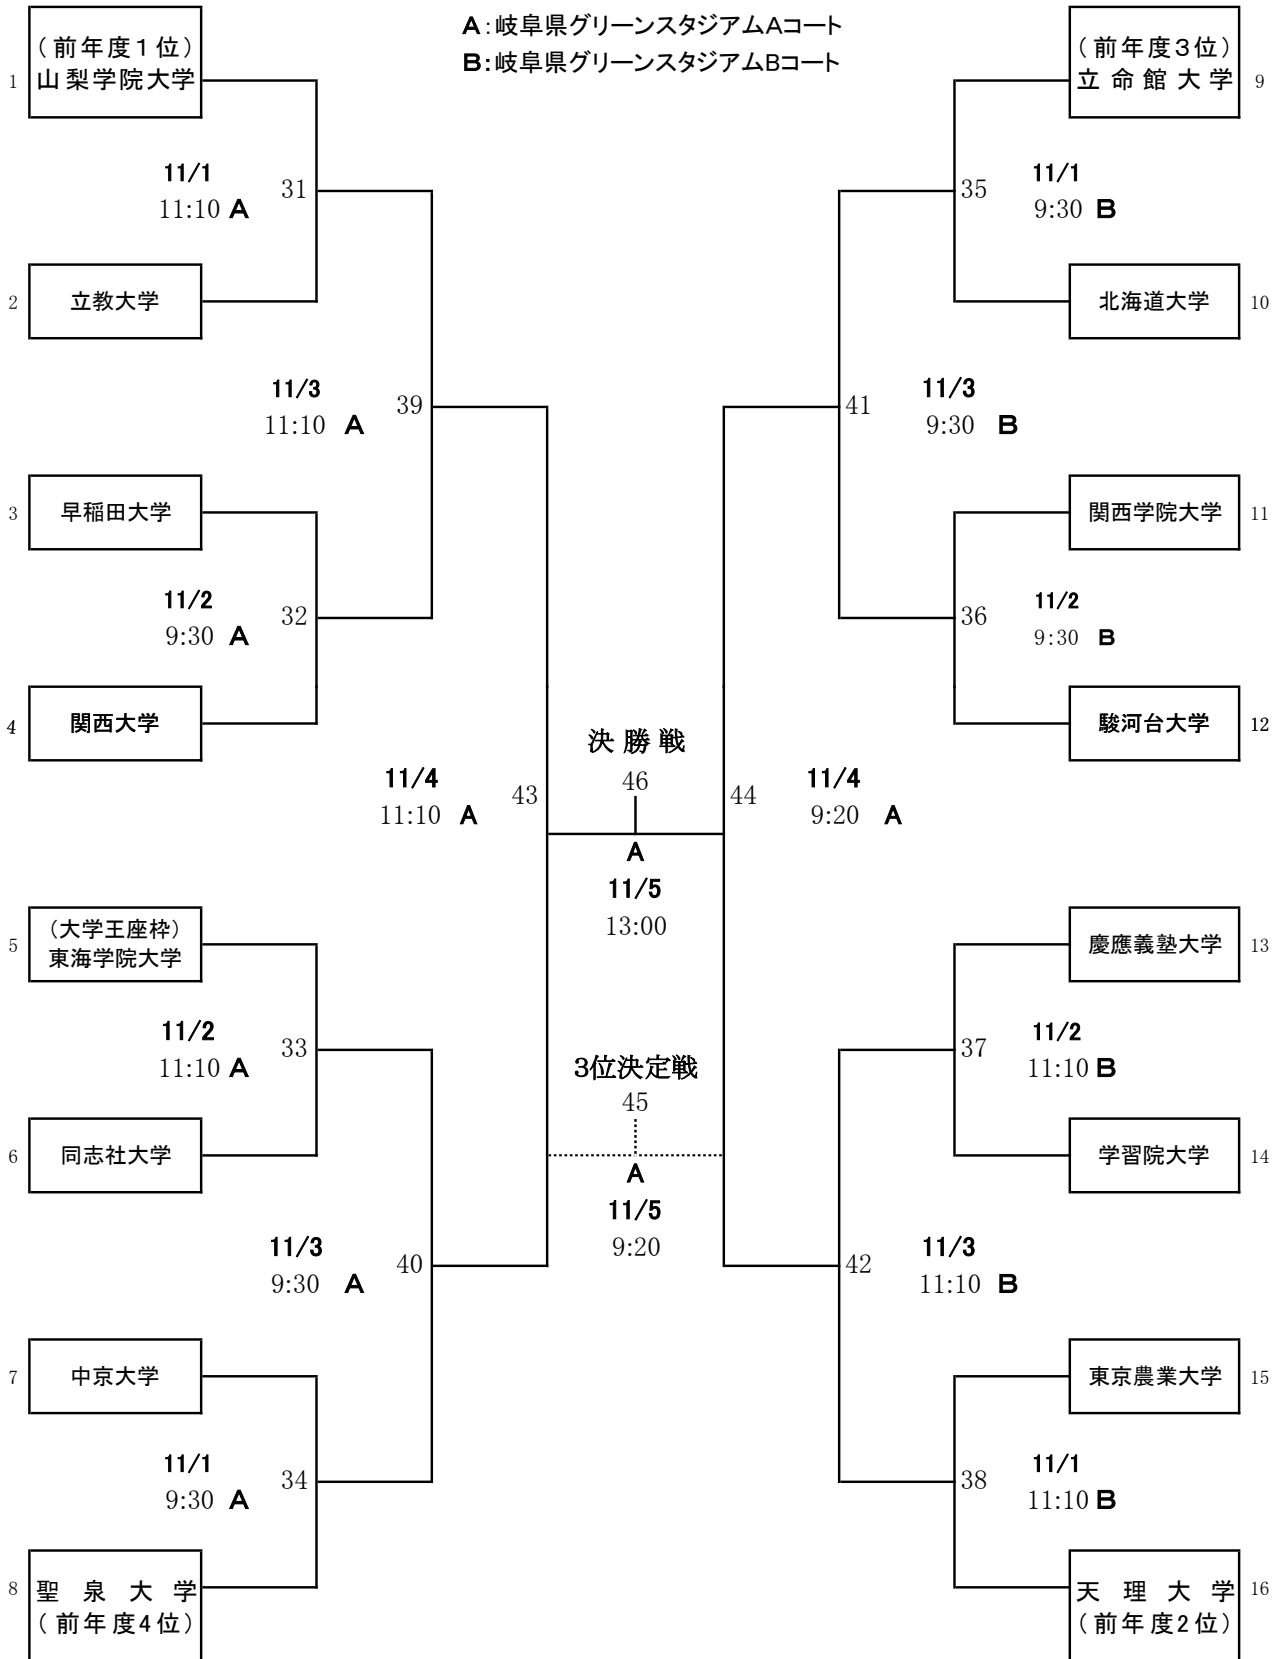 A:岐阜県グリーンスタジアムAコート
B:岐阜県グリーンスタジアムBコート
1
(前年度1位)
山梨学院大学
11/1
11:10 A
31
2
立教大学
11/3
11:10 A
39
3
早稲田大学
11/2
9:30 A
32
4
関西大学
11/4
11:10 A
43
5
(大学王座枠)
東海学院大学
11/2
11:10 A
33
6
同志社大学
11/3
9:30 A
40
7
中京大学
11/1
9:30 A
34
8
聖泉大学
(前年度4位)
決勝戦
46
A
11/5
13:00
3位決定戦
45
A
11/5
9:20
(前年度3位)
立命館大学
9
35
11/1
9:30 B
北海道大学
10
41
11/3
9:30 B
関西学院大学
11
36
11/2
9:30 B
駿河台大学
12
44
11/4
9:20 A
慶應義塾大学
13
37
11/2
11:10 B
学習院大学
14
42
11/3
11:10 B
東京農業大学
15
38
11/1
11:10 B
天理大学
(前年度2位)
16